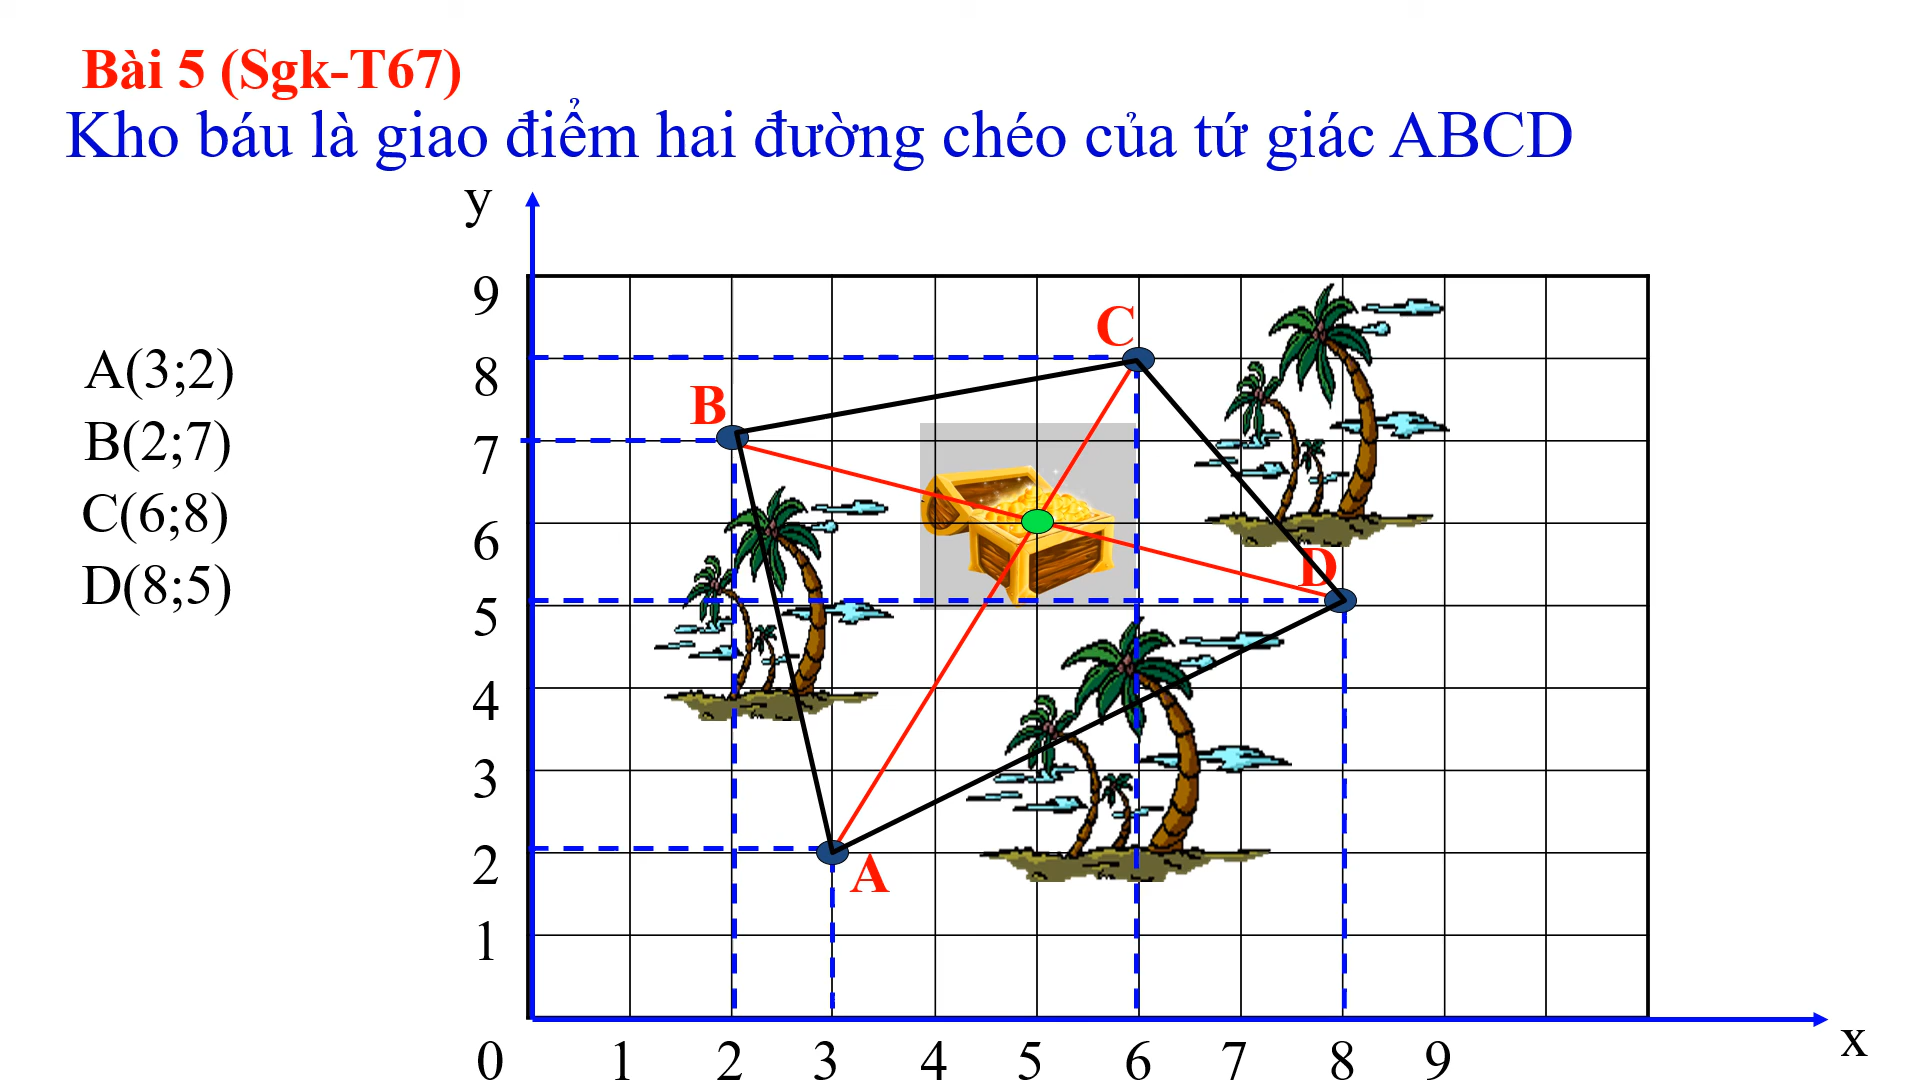 Bài 5 (Sgk-T67)
Kho báu là giao điểm hai đường chéo của tứ giác ABCD
y
9
C
A(3;2)
8
B
B(2;7)
7
C(6;8)
6
D
D(8;5)
5
4
3
2
A
1
0 1 2 3 4 5 6 7 8 9
x